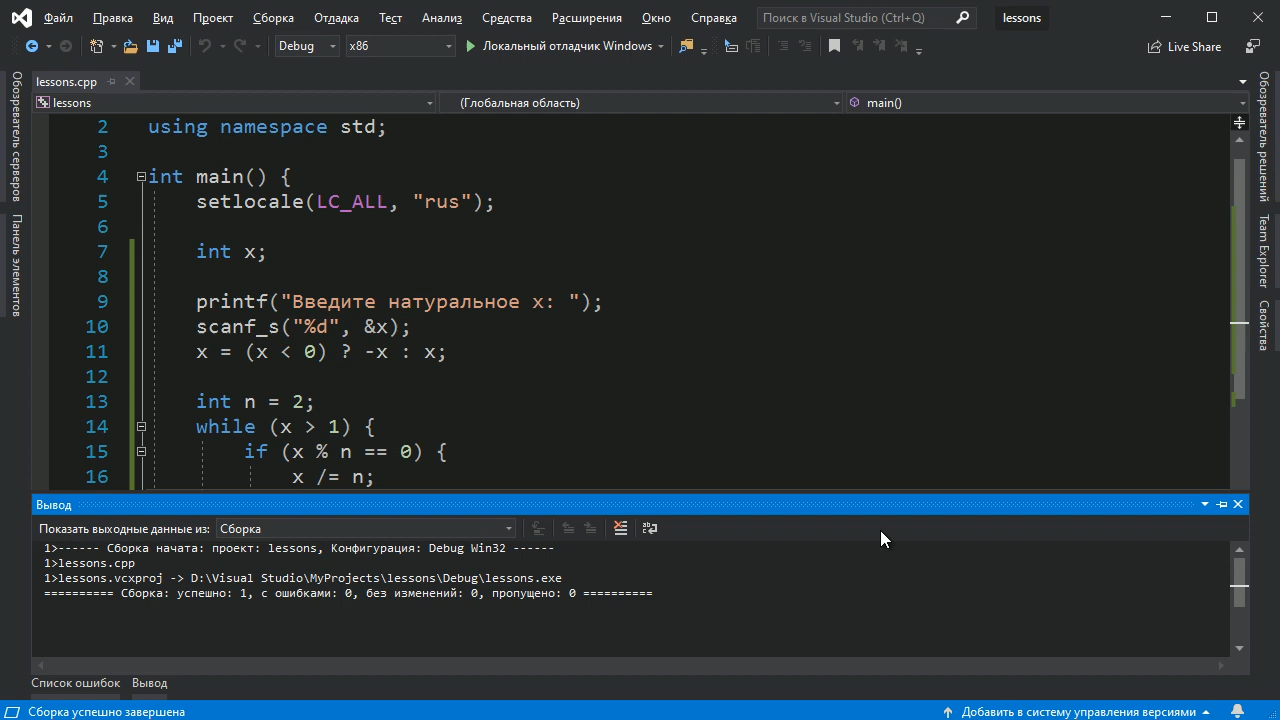 Файл Правка Вид Проект Сборка Отладка Тест Анализ Средства Расширения Окно Справка Поиск в Visual Studio (Ctrl+Q) lessons
Debug x86 Локальный отладчик Windows Live Share
lessons.cpp
lessons (Глобальная область) main()
Обозреватель серверов
Панель элементов
2 using namespace std;
3
4 int main() {
5 setlocale(LC_ALL, "rus");
6
7 int x;
8
9 printf("Введите натуральное x: ");
10 scanf_s("%d", &x);
11 x = (x < 0) ? -x : x;
12
13 int n = 2;
14 while (x > 1) {
15 if (x % n == 0) {
16 x /= n;
Обозреватель решений
Team Explorer
Свойства
Вывод
Показать выходные данные из: Сборка
1>------ Сборка начата: проект: lessons, Конфигурация: Debug Win32 ------
1>lessons.cpp
1>lessons.vcxproj -> D:\Visual Studio\MyProjects\lessons\Debug\lessons.exe
========== Сборка: успешно: 1, с ошибками: 0, без изменений: 0, пропущено: 0 ==========
Список ошибок Вывод
Сборка успешно завершена Добавить в систему управления версиями